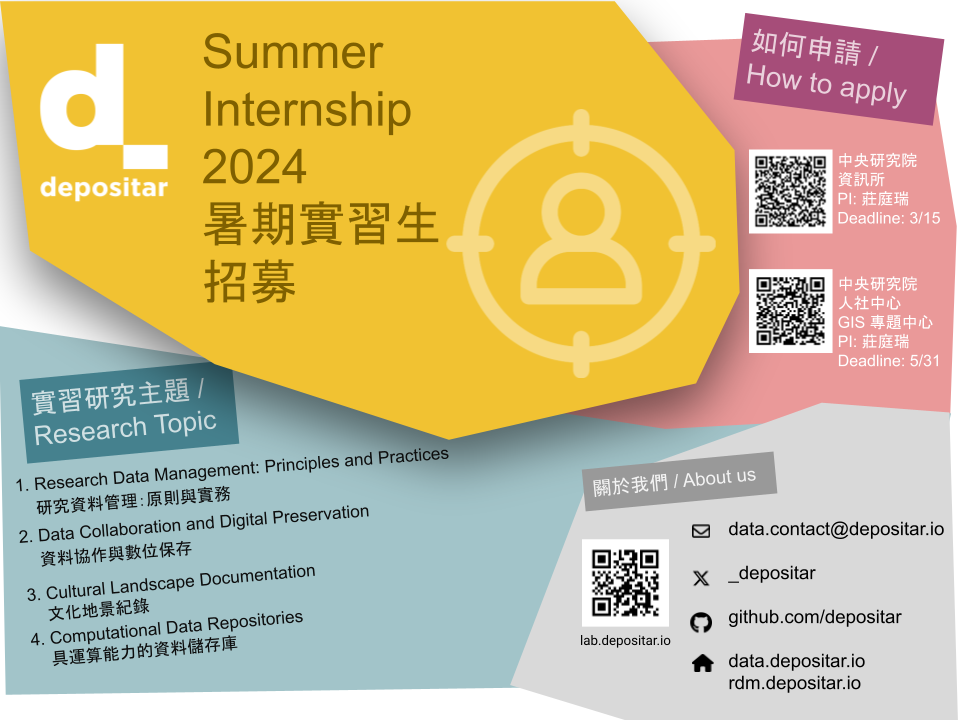 depositar
Summer
Internship
2024
暑期實習生
招募
如何申請 /
How to apply
中央研究院
資訊所
PI: 莊庭瑞
Deadline: 3/15
中央研究院
人社中心
GIS 專題中心
PI: 莊庭瑞
Deadline: 5/31
實習研究主題 /
Research Topic
1. Research Data Management: Principles and Practices
研究資料管理：原則與實務
2. Data Collaboration and Digital Preservation
資料協作與數位保存
3. Cultural Landscape Documentation
文化地景紀錄
4. Computational Data Repositories
具運算能力的資料儲存庫
關於我們 / About us
lab.depositar.io
data.contact@depositar.io
_depositar
github.com/depositar
data.depositar.io
rdm.depositar.io